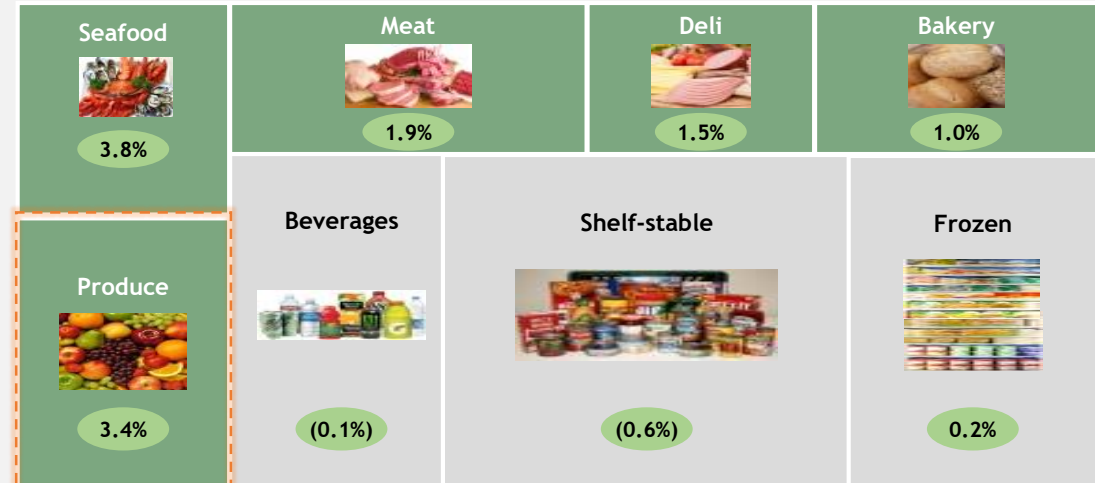 Seafood
3.8%
Meat
1.9%
Deli
1.5%
Bakery
1.0%
Produce
3.4%
Beverages
(0.1%)
Shelf-stable
(0.6%)
Frozen
0.2%